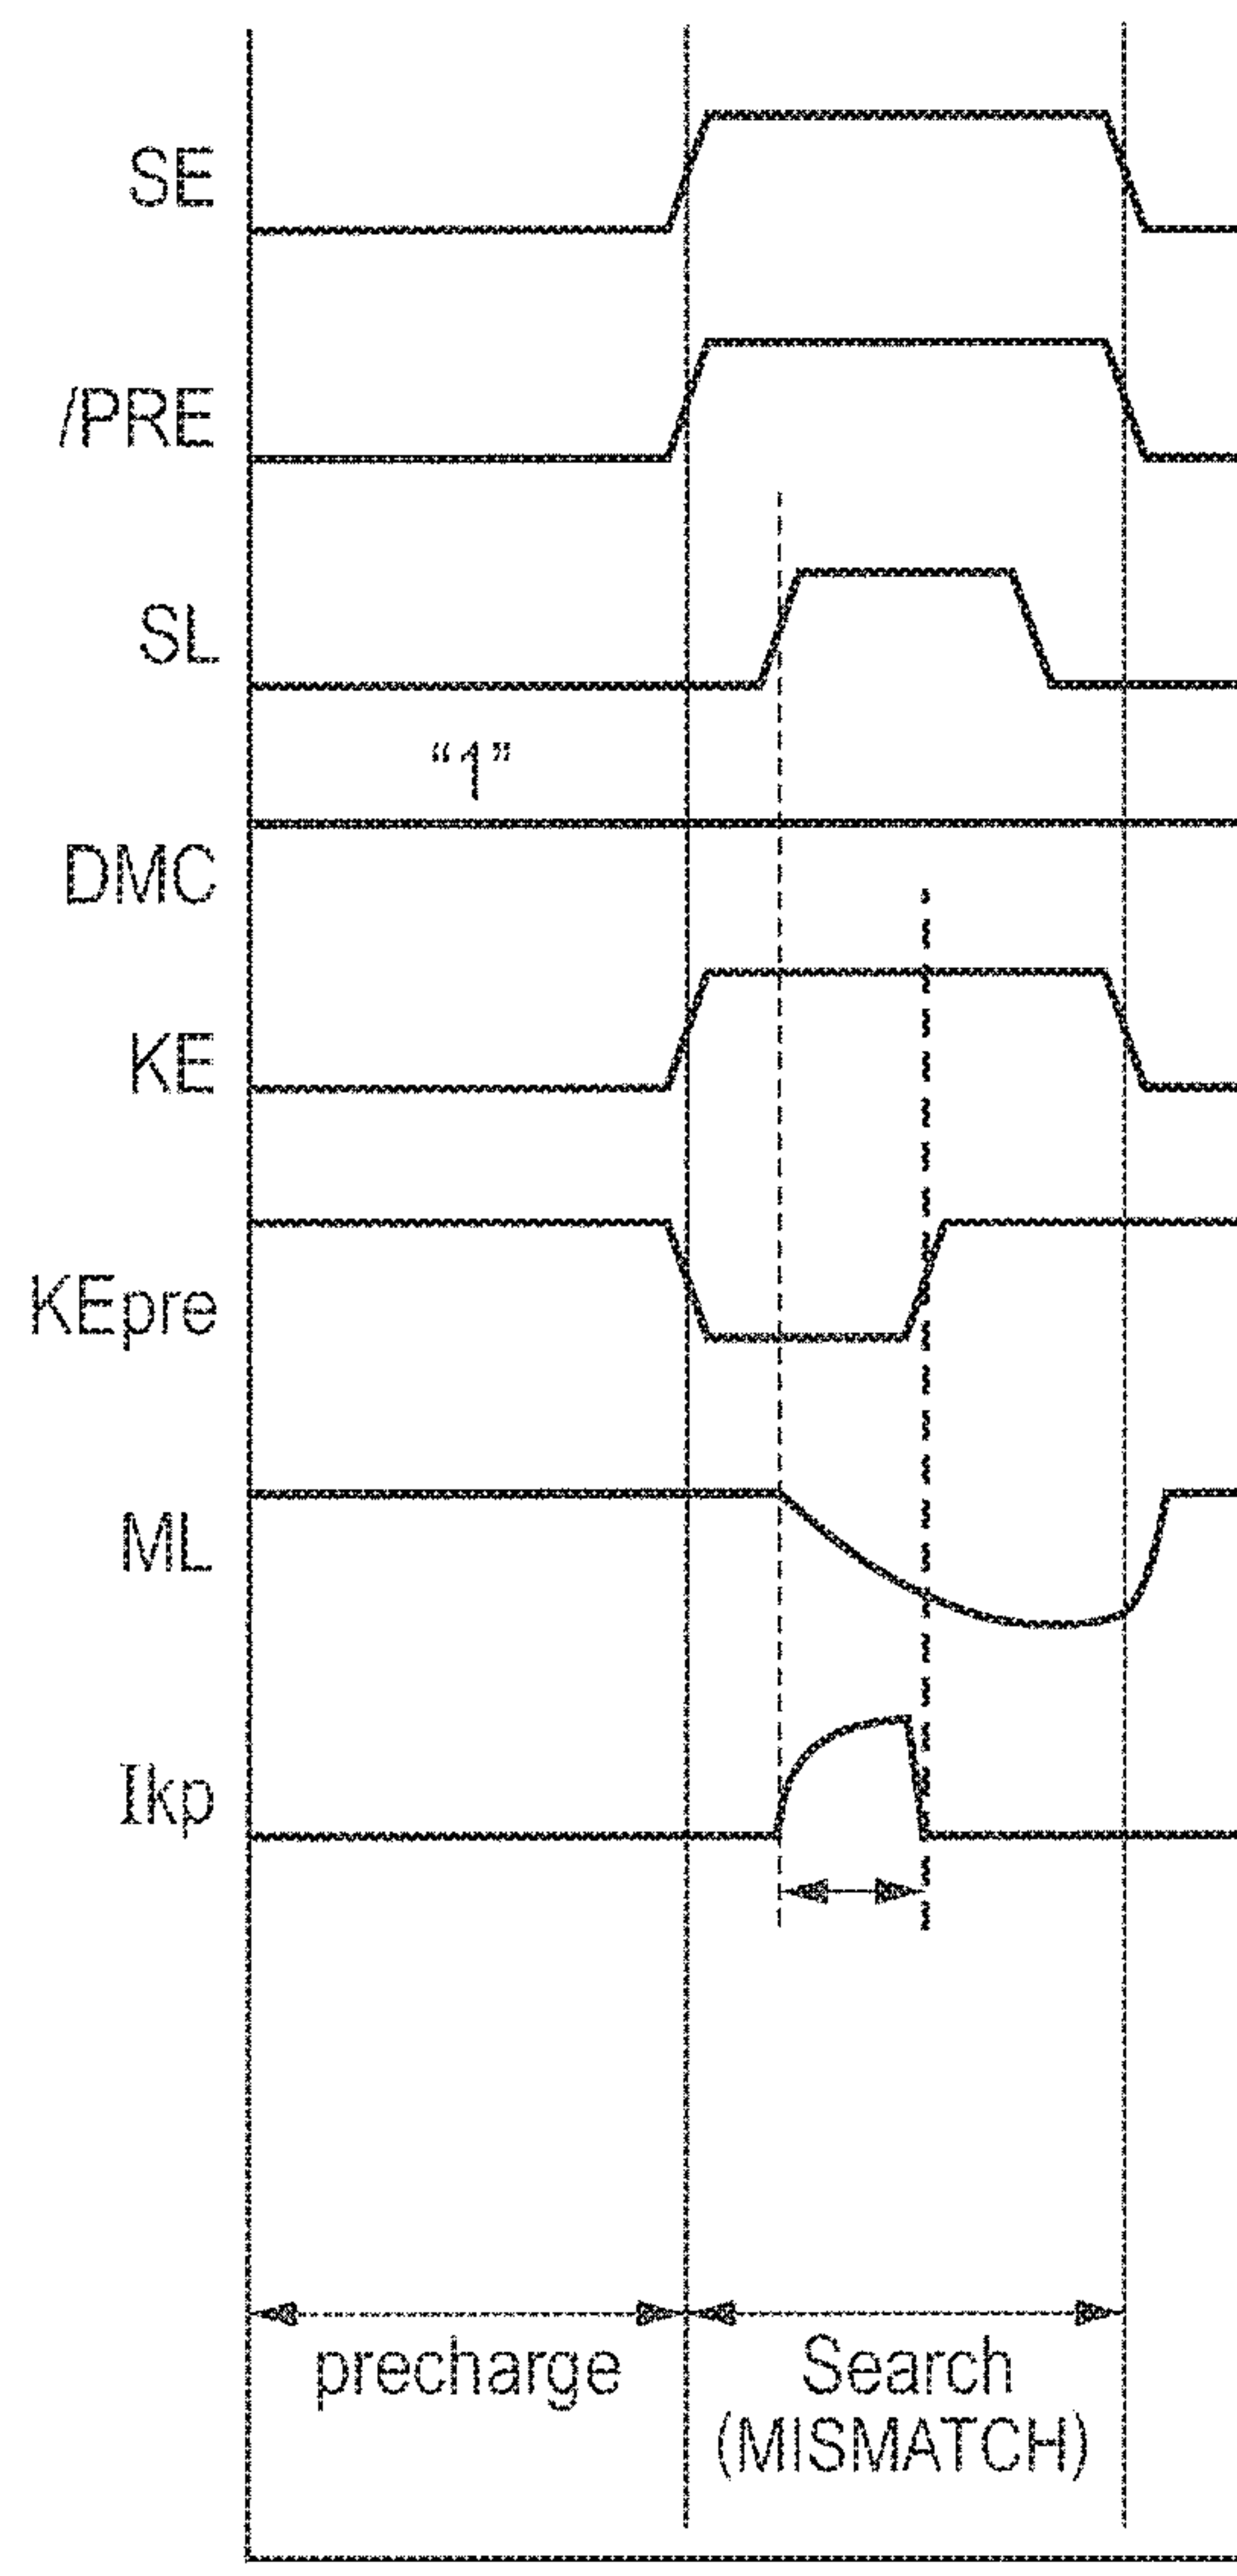 SE
/PRE
SL
“1”
DMC
KE
KEpre
ML
Ikp
precharge
Search
(MISMATCH)